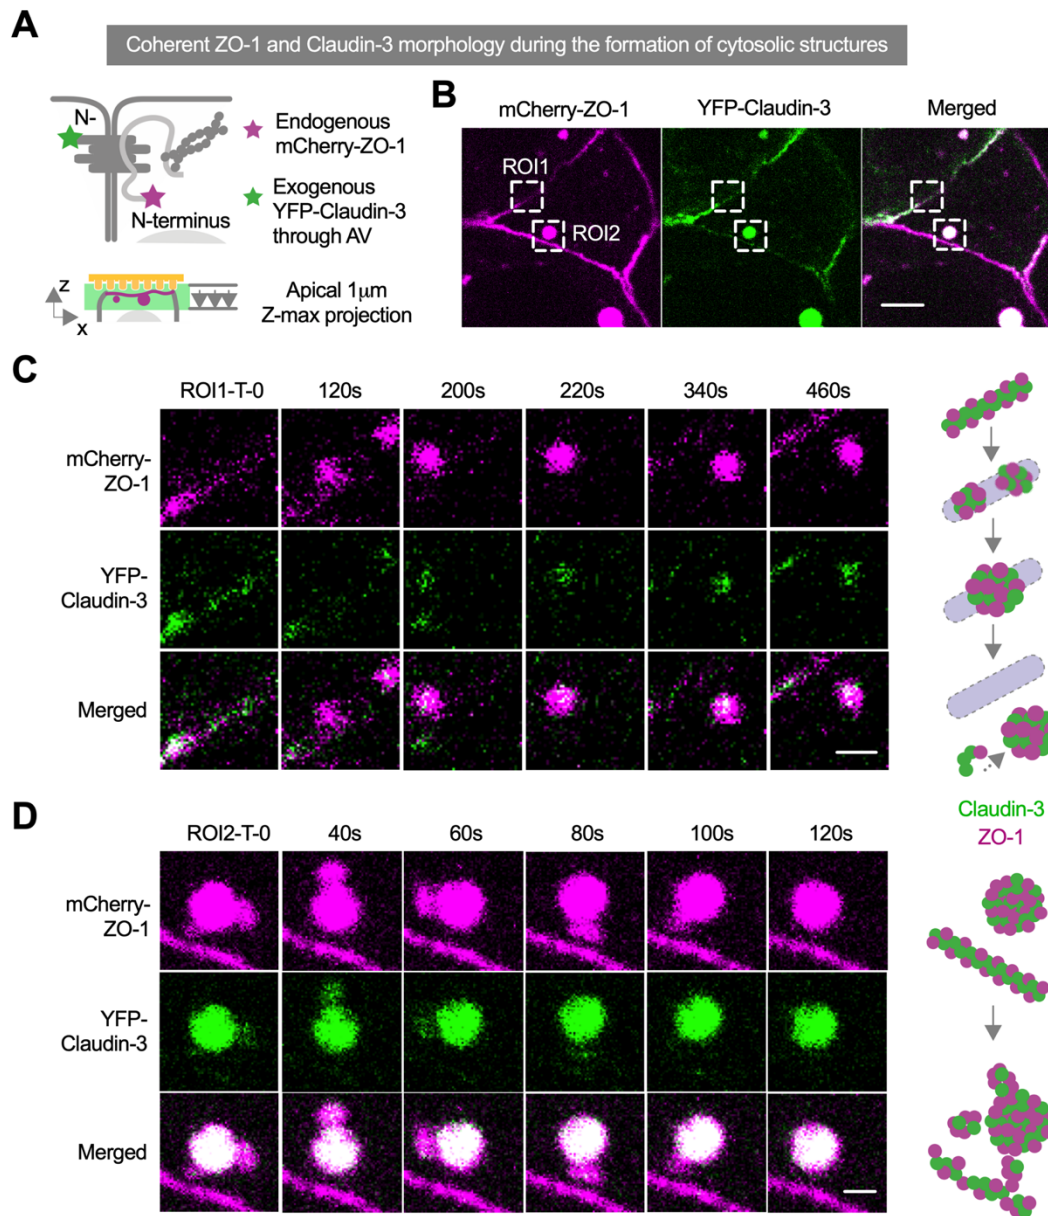 A
Coherent ZO-1 and Claudin-3 morphology during the formation of cytosolic structures
N-
N-terminus
Endogenous
mCherry-ZO-1
Exogenous
YFP-Claudin-3
through AV
z
x
Apical 1μm
Z-max projection
B
mCherry-ZO-1 YFP-Claudin-3 Merged
ROI1
ROI2
C
ROI1-T-0 120s 200s 220s 340s 460s
mCherry-
ZO-1
YFP-
Claudin-3
Merged
D
Claudin-3
ZO-1
ROI2-T-0 40s 60s 80s 100s 120s
mCherry-
ZO-1
YFP-
Claudin-3
Merged